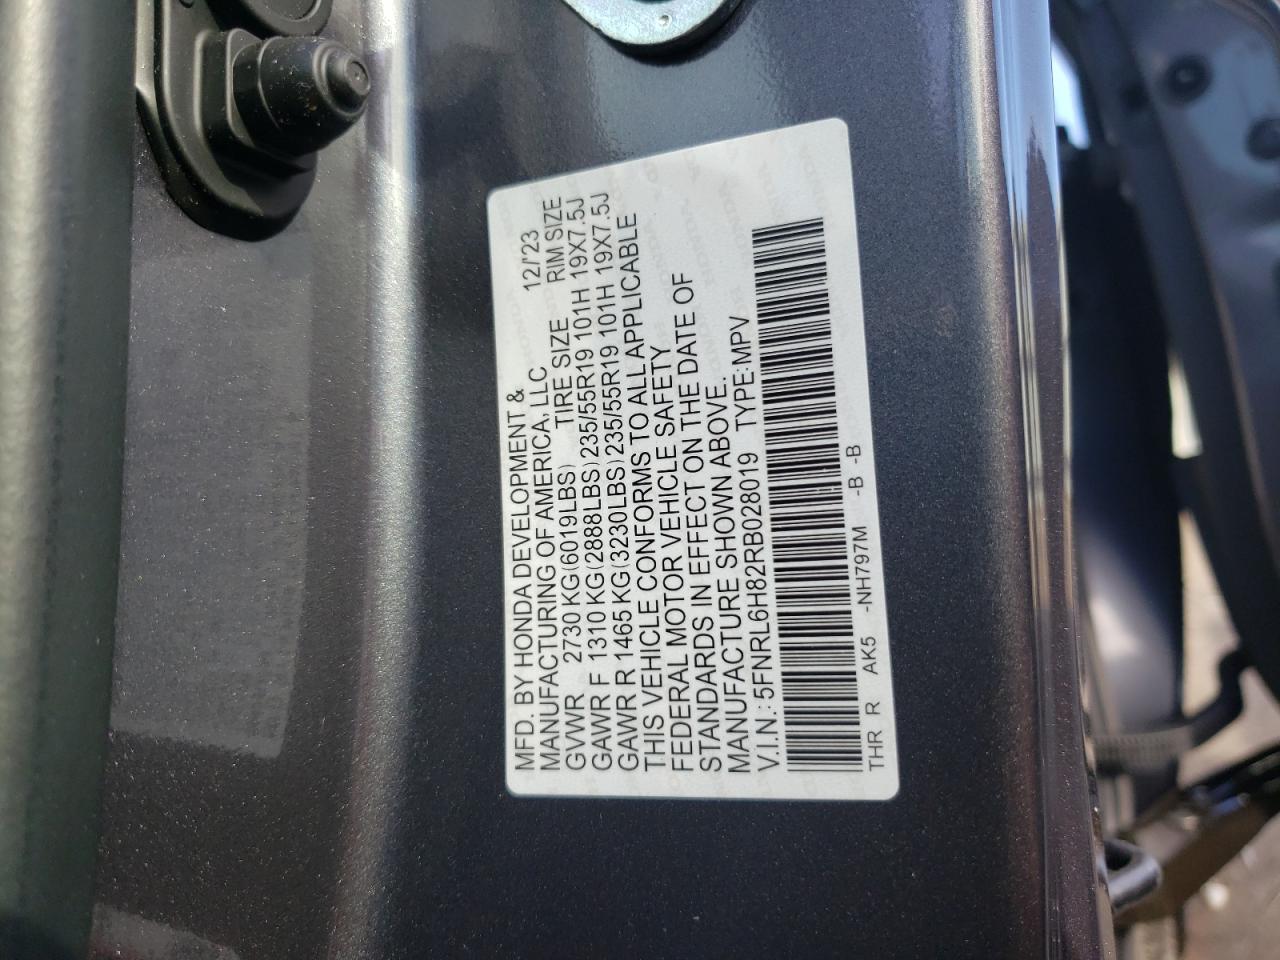 MFD. BY HONDA DEVELOPMENT &
MANUFACTURING OF AMERICA, LLC 12/'23
GVWR 2730 KG(6019LBS) TIRE SIZE RIM SIZE
GAWR F 1310 KG(2888LBS) 235/55R19 101H 19X7.5J
GAWR R 1465 KG(3230LBS) 235/55R19 101H 19X7.5J
THIS VEHICLE CONFORMS TO ALL APPLICABLE
FEDERAL MOTOR VEHICLE SAFETY
STANDARDS IN EFFECT ON THE DATE OF
MANUFACTURE SHOWN ABOVE.
V.I.N.: 5FNRL6H82RB028019 TYPE:MPV
THR R AK5 -NH797M -B -B